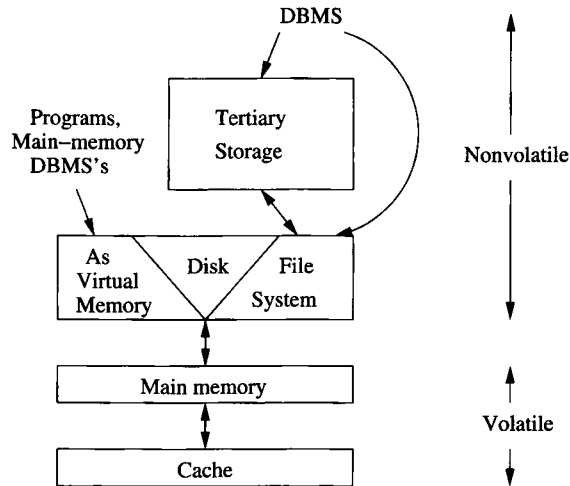 DBMS
Programs,
Main–memory
DBMS's
Tertiary
Storage
Nonvolatile
As
Virtual
Memory
Disk
File
System
Main memory
Volatile
Cache